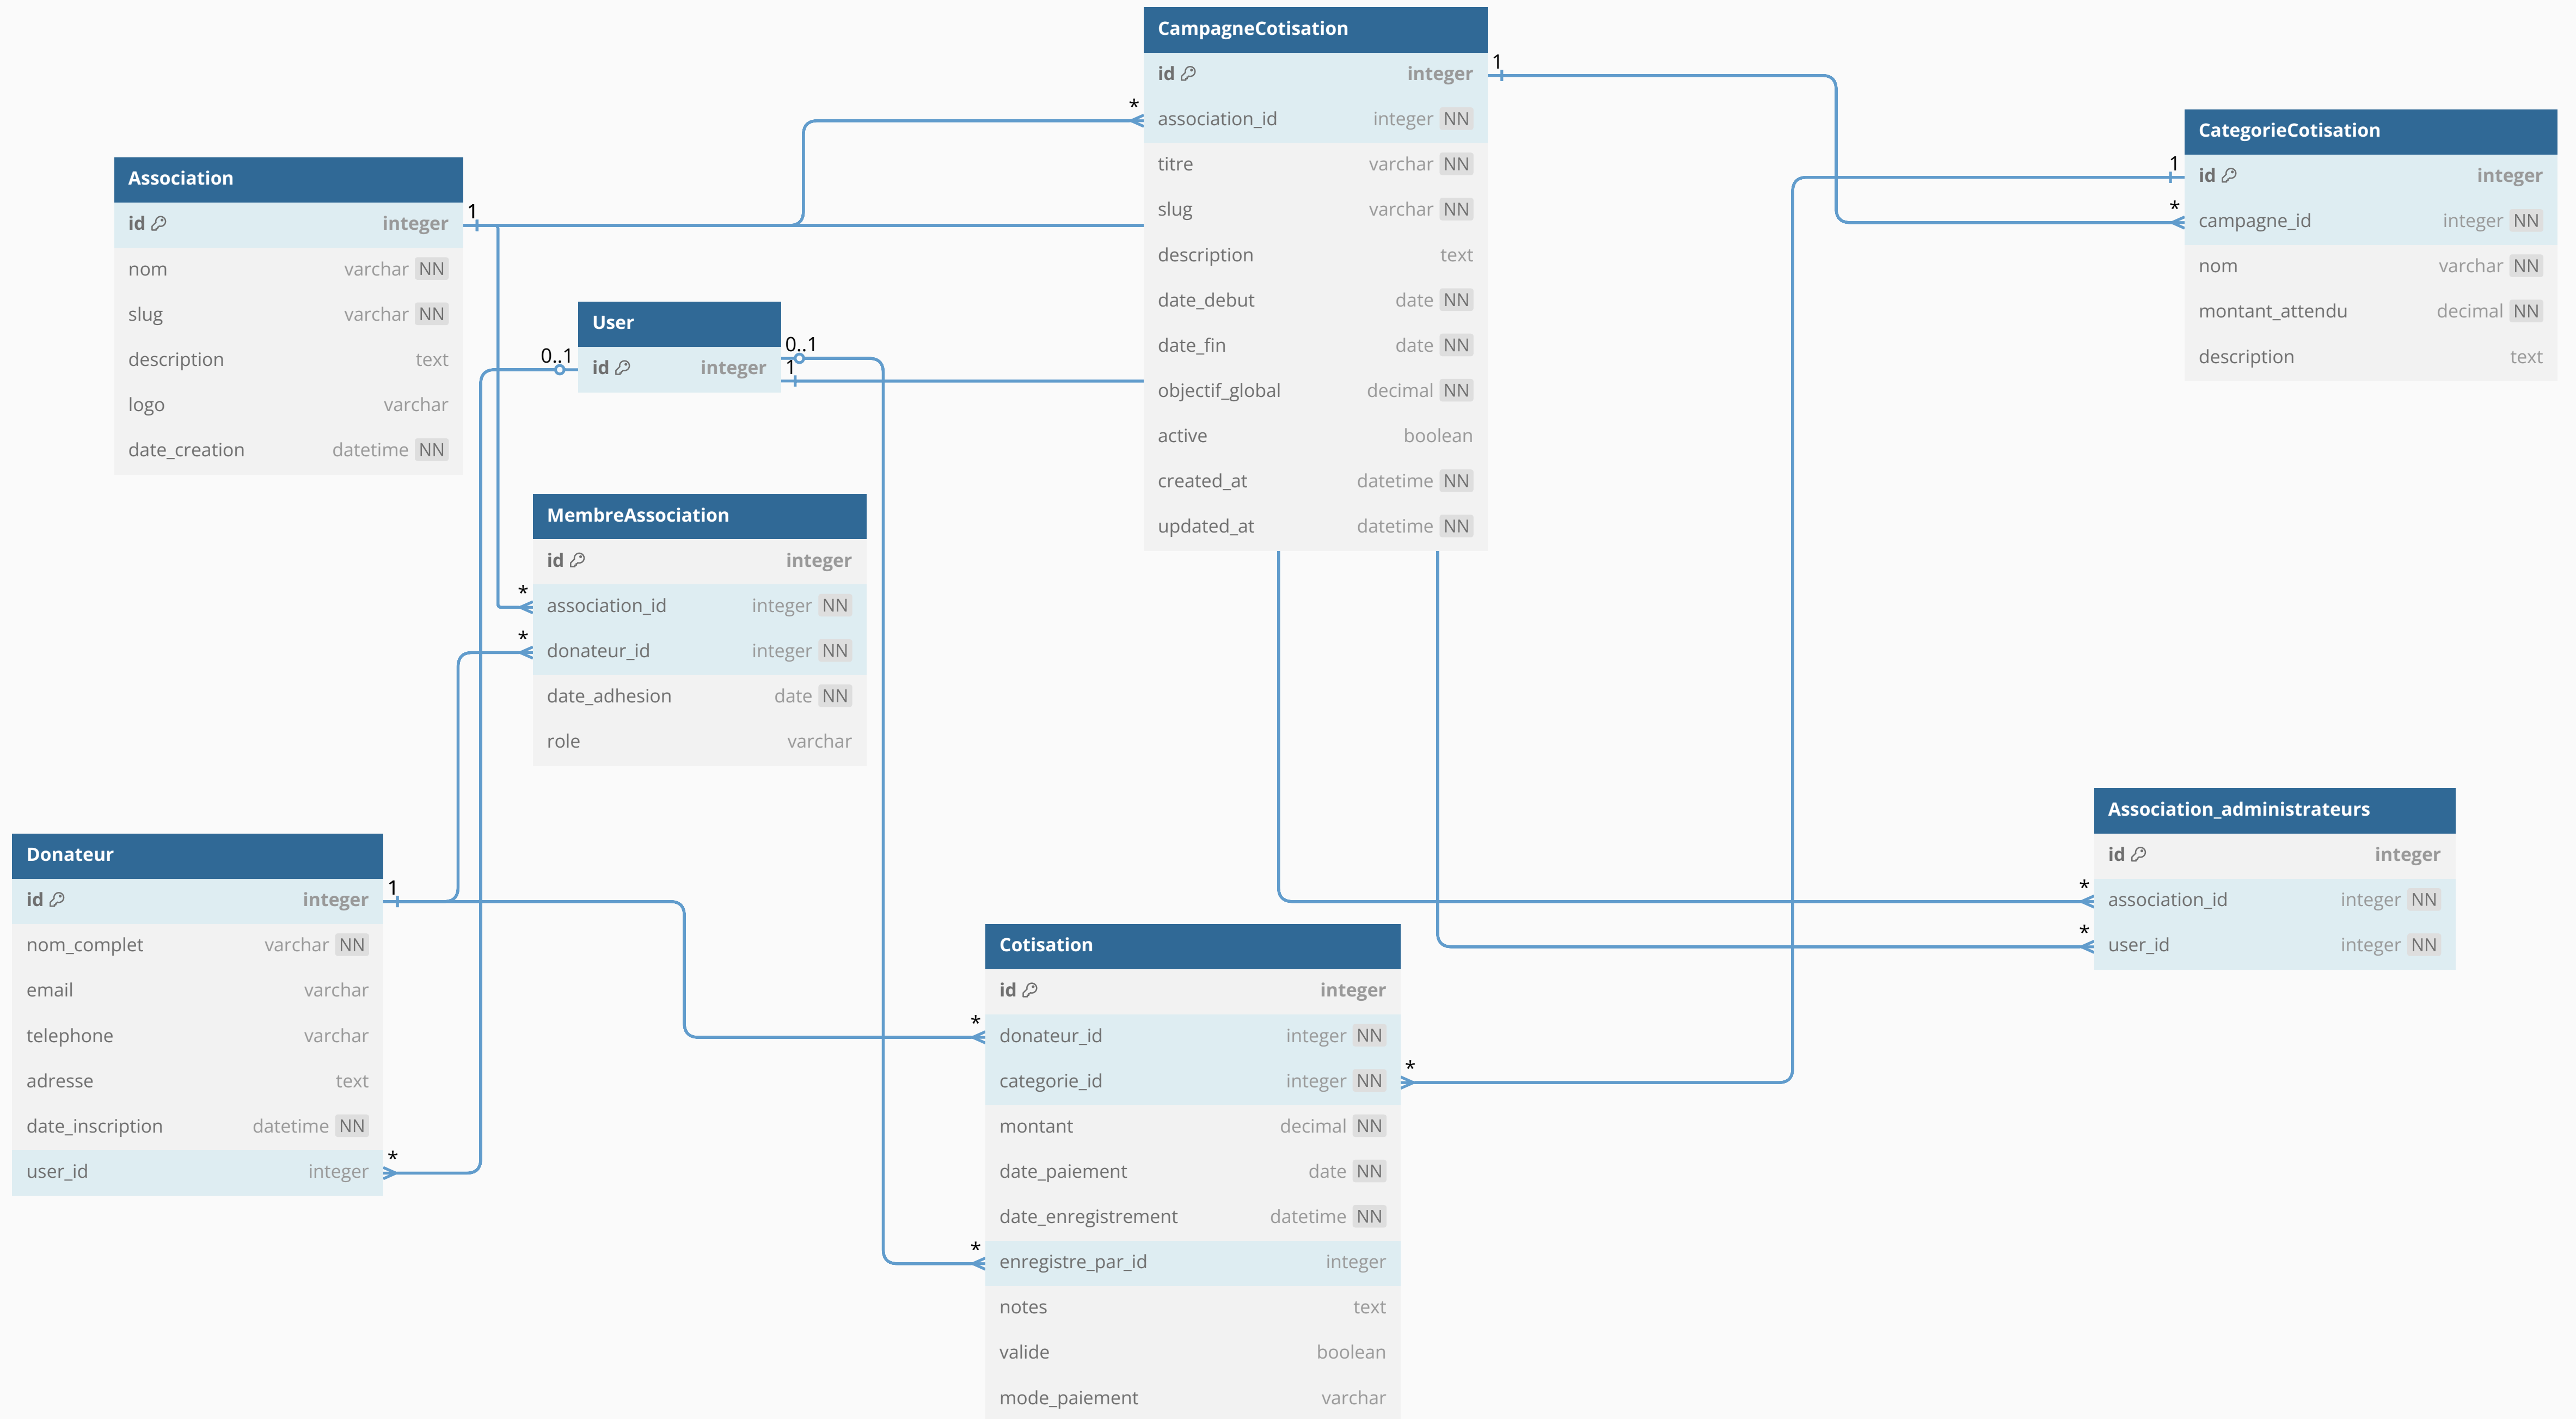 CampagneCotisation
id integer
association_id integer NN
titre varchar NN
slug varchar NN
description text
date_debut date NN
date_fin date NN
objectif_global decimal NN
active boolean
created_at datetime NN
updated_at datetime NN
1
*
CategorieCotisation
id integer
campagne_id integer NN
nom varchar NN
montant_attendu decimal NN
description text
1
*
Association
id integer
nom varchar NN
slug varchar NN
description text
logo varchar
date_creation datetime NN
1
User
id integer
0..1
0..1
1
MembreAssociation
id integer
association_id integer NN
donateur_id integer NN
date_adhesion date NN
role varchar
*
*
Association_administrateurs
id integer
association_id integer NN
user_id integer NN
*
*
Donateur
id integer
nom_complet varchar NN
email varchar
telephone varchar
adresse text
date_inscription datetime NN
user_id integer
1
*
Cotisation
id integer
donateur_id integer NN
categorie_id integer NN
montant decimal NN
date_paiement date NN
date_enregistrement datetime NN
enregistre_par_id integer
notes text
valide boolean
mode_paiement varchar
*
*
*